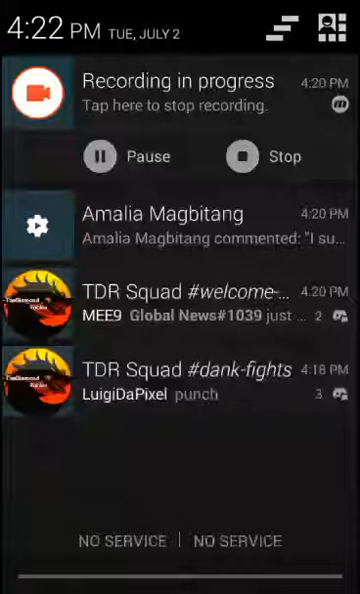 4:22 PM TUE, JULY 2
Recording in progress 4:20 PM
Tap here to stop recording.
Pause Stop
Amalia Magbitang 4:20 PM
Amalia Magbitang commented: "I su...
TDR Squad #welcome-... 4:20 PM
MEE9 Global News#1039 just ... 2
TDR Squad #dank-fights 4:18 PM
LuigiDaPixel punch 3
NO SERVICE | NO SERVICE